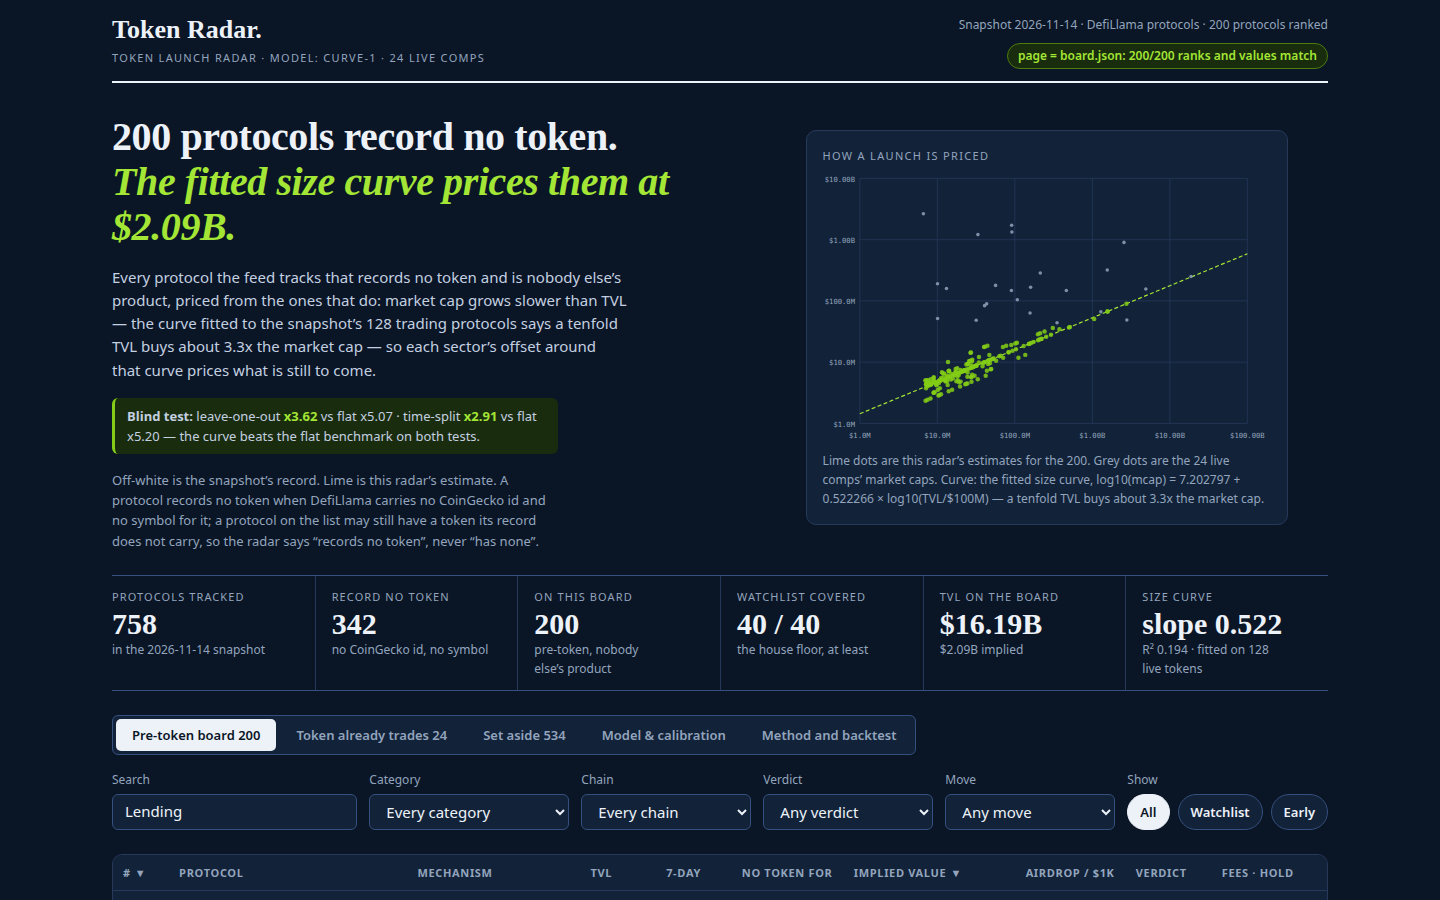 Token Radar.
TOKEN LAUNCH RADAR · MODEL: CURVE-1 · 24 LIVE COMPS
Snapshot 2026-11-14 · DefiLlama protocols · 200 protocols ranked
page = board.json: 200/200 ranks and values match
200 protocols record no token.
The fitted size curve prices them at
$2.09B.
Every protocol the feed tracks that records no token and is nobody else’s
product, priced from the ones that do: market cap grows slower than TVL
— the curve fitted to the snapshot’s 128 trading protocols says a tenfold
TVL buys about 3.3x the market cap — so each sector’s offset around
that curve prices what is still to come.
Blind test: leave-one-out x3.62 vs flat x5.07 · time-split x2.91 vs flat
x5.20 — the curve beats the flat benchmark on both tests.
Off-white is the snapshot’s record. Lime is this radar’s estimate. A
protocol records no token when DefiLlama carries no CoinGecko id and
no symbol for it; a protocol on the list may still have a token its record
does not carry, so the radar says “records no token”, never “has none”.
HOW A LAUNCH IS PRICED
$10.00B
$1.00B
$100.0M
$10.0M
$1.0M
$1.0M $10.0M $100.0M $1.00B $10.00B $100.00B
Lime dots are this radar’s estimates for the 200. Grey dots are the 24 live
comps’ market caps. Curve: the fitted size curve, log10(mcap) = 7.202797 +
0.522266 × log10(TVL/$100M) — a tenfold TVL buys about 3.3x the market cap.
PROTOCOLS TRACKED
758
in the 2026-11-14 snapshot
RECORD NO TOKEN
342
no CoinGecko id, no symbol
ON THIS BOARD
200
pre-token, nobody
else’s product
WATCHLIST COVERED
40 / 40
the house floor, at least
TVL ON THE BOARD
$16.19B
$2.09B implied
SIZE CURVE
slope 0.522
R² 0.194 · fitted on 128
live tokens
Pre-token board 200 Token already trades 24 Set aside 534 Model & calibration Method and backtest
Search Category Chain Verdict Move Show
Lending Every category Every chain Any verdict Any move All Watchlist Early
# ▼ PROTOCOL MECHANISM TVL 7-DAY NO TOKEN FOR IMPLIED VALUE ▼ AIRDROP / $1K VERDICT FEES · HOLD